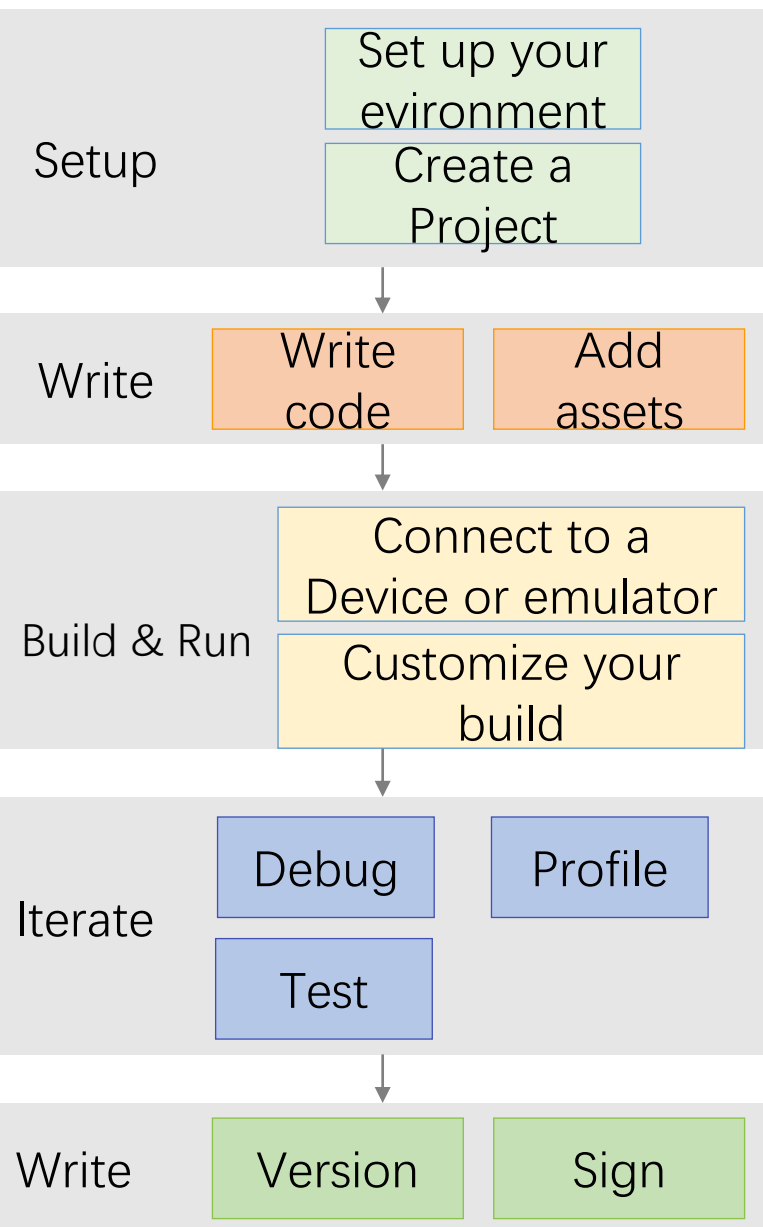 Set up your
evironment
Setup
Create a
Project
Write
Write
code
Add
assets
Connect to a
Device or emulator
Build & Run
Customize your
build
Debug
Profile
Iterate
Test
Write
Version
Sign